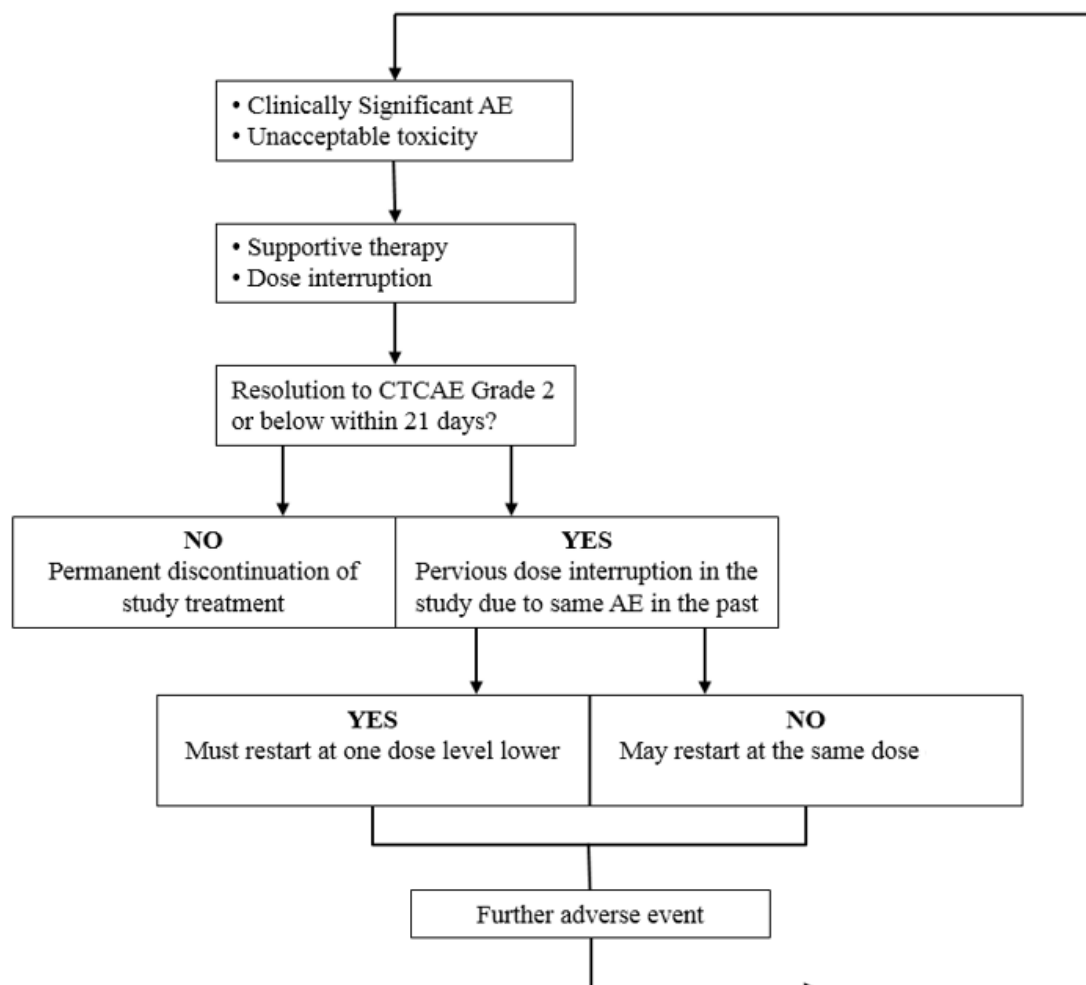 • Clinically Significant AE
• Unacceptable toxicity
• Supportive therapy
• Dose interruption
Resolution to CTCAE Grade 2
or below within 21 days?
NO
Permanent discontinuation of
study treatment
YES
Pervious dose interruption in the
study due to same AE in the past
YES
Must restart at one dose level lower
NO
May restart at the same dose
Further adverse event